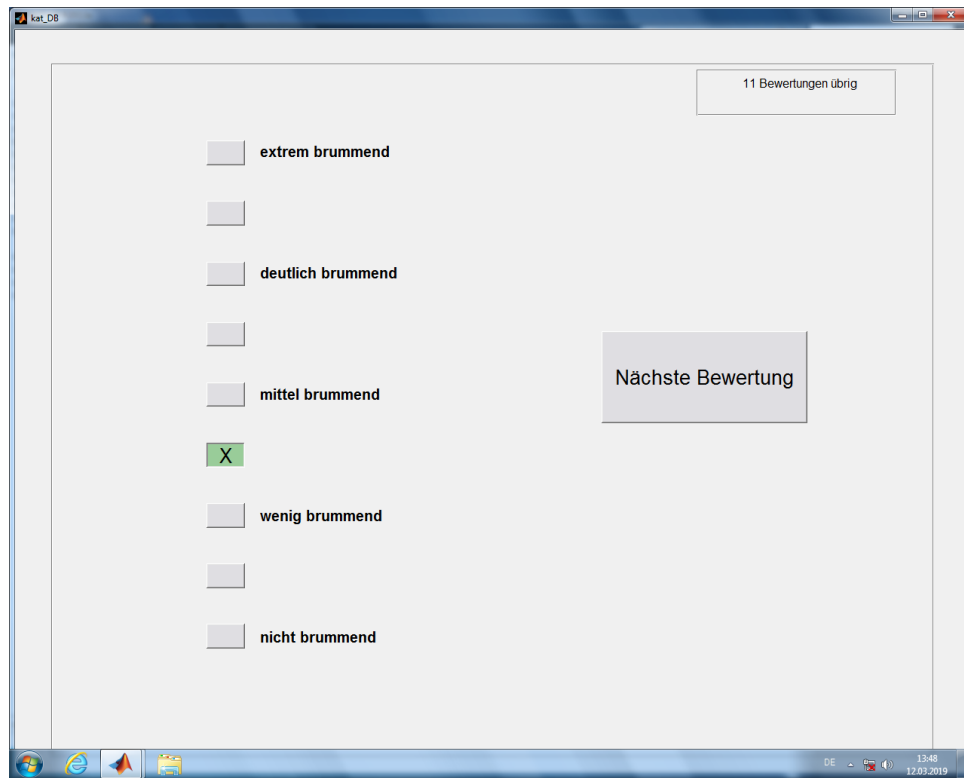 kat_DB
11 Bewertungen übrig
extrem brummend
deutlich brummend
mittel brummend
Nächste Bewertung
X
wenig brummend
nicht brummend
DE
13:48
12.03.2019